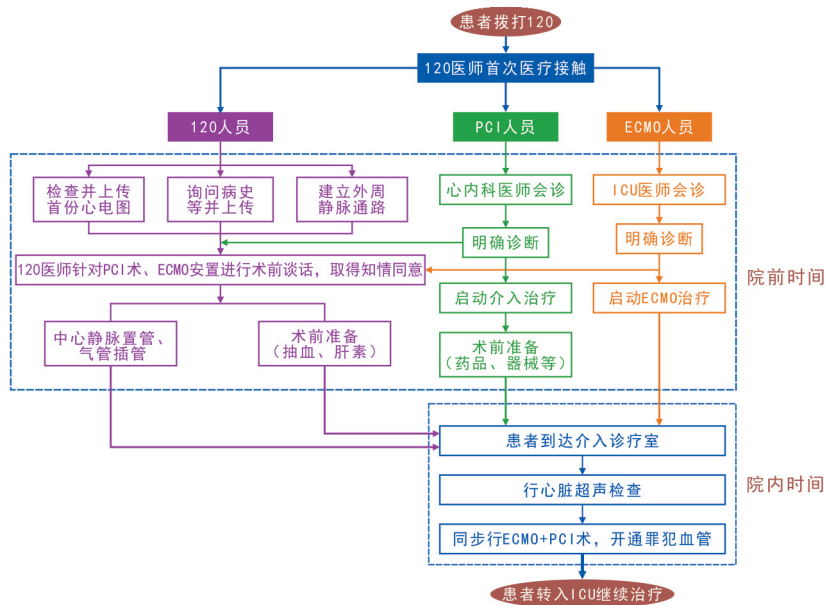 患者拨打120
120医师首次医疗接触
120人员
PCI人员
ECMO人员
检查并上传
首份心电图
询问病史
等并上传
建立外周
静脉通路
心内科医师会诊
ICU医师会诊
明确诊断
明确诊断
120医师针对PCI术、ECMO安置进行术前谈话，取得知情同意
启动介入治疗
启动ECMO治疗
院前时间
中心静脉置管、
气管插管
术前准备
（抽血、肝素）
术前准备
（药品、器械等）
患者到达介入诊疗室
行心脏超声检查
院内时间
同步行ECMO+PCI术，开通罪犯血管
患者转入ICU继续治疗